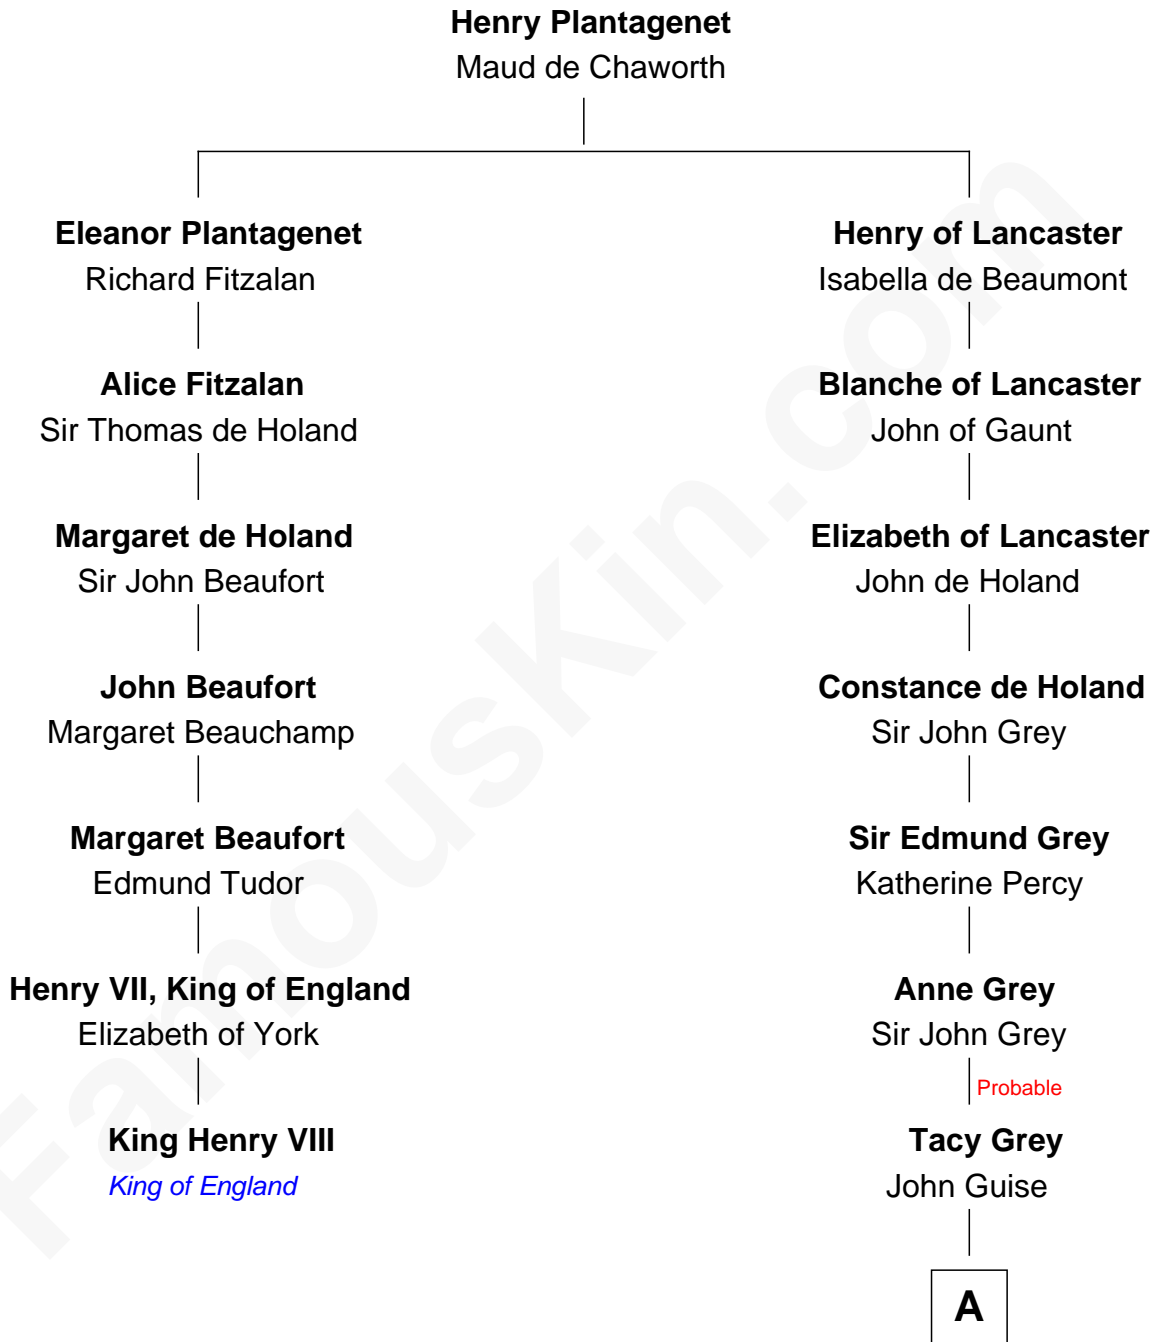 Henry Plantagenet
Maud de Chaworth
Eleanor Plantagenet
Richard Fitzalan
Henry of Lancaster
Isabella de Beaumont
Alice Fitzalan
Sir Thomas de Holand
Blanche of Lancaster
John of Gaunt
Margaret de Holand
Sir John Beaufort
Elizabeth of Lancaster
John de Holand
John Beaufort
Margaret Beauchamp
Constance de Holand
Sir John Grey
Margaret Beaufort
Edmund Tudor
Sir Edmund Grey
Katherine Percy
Henry VII, King of England
Elizabeth of York
Anne Grey
Sir John Grey
Probable
King Henry VIII
King of England
Tacy Grey
John Guise
A
FamousKin.com